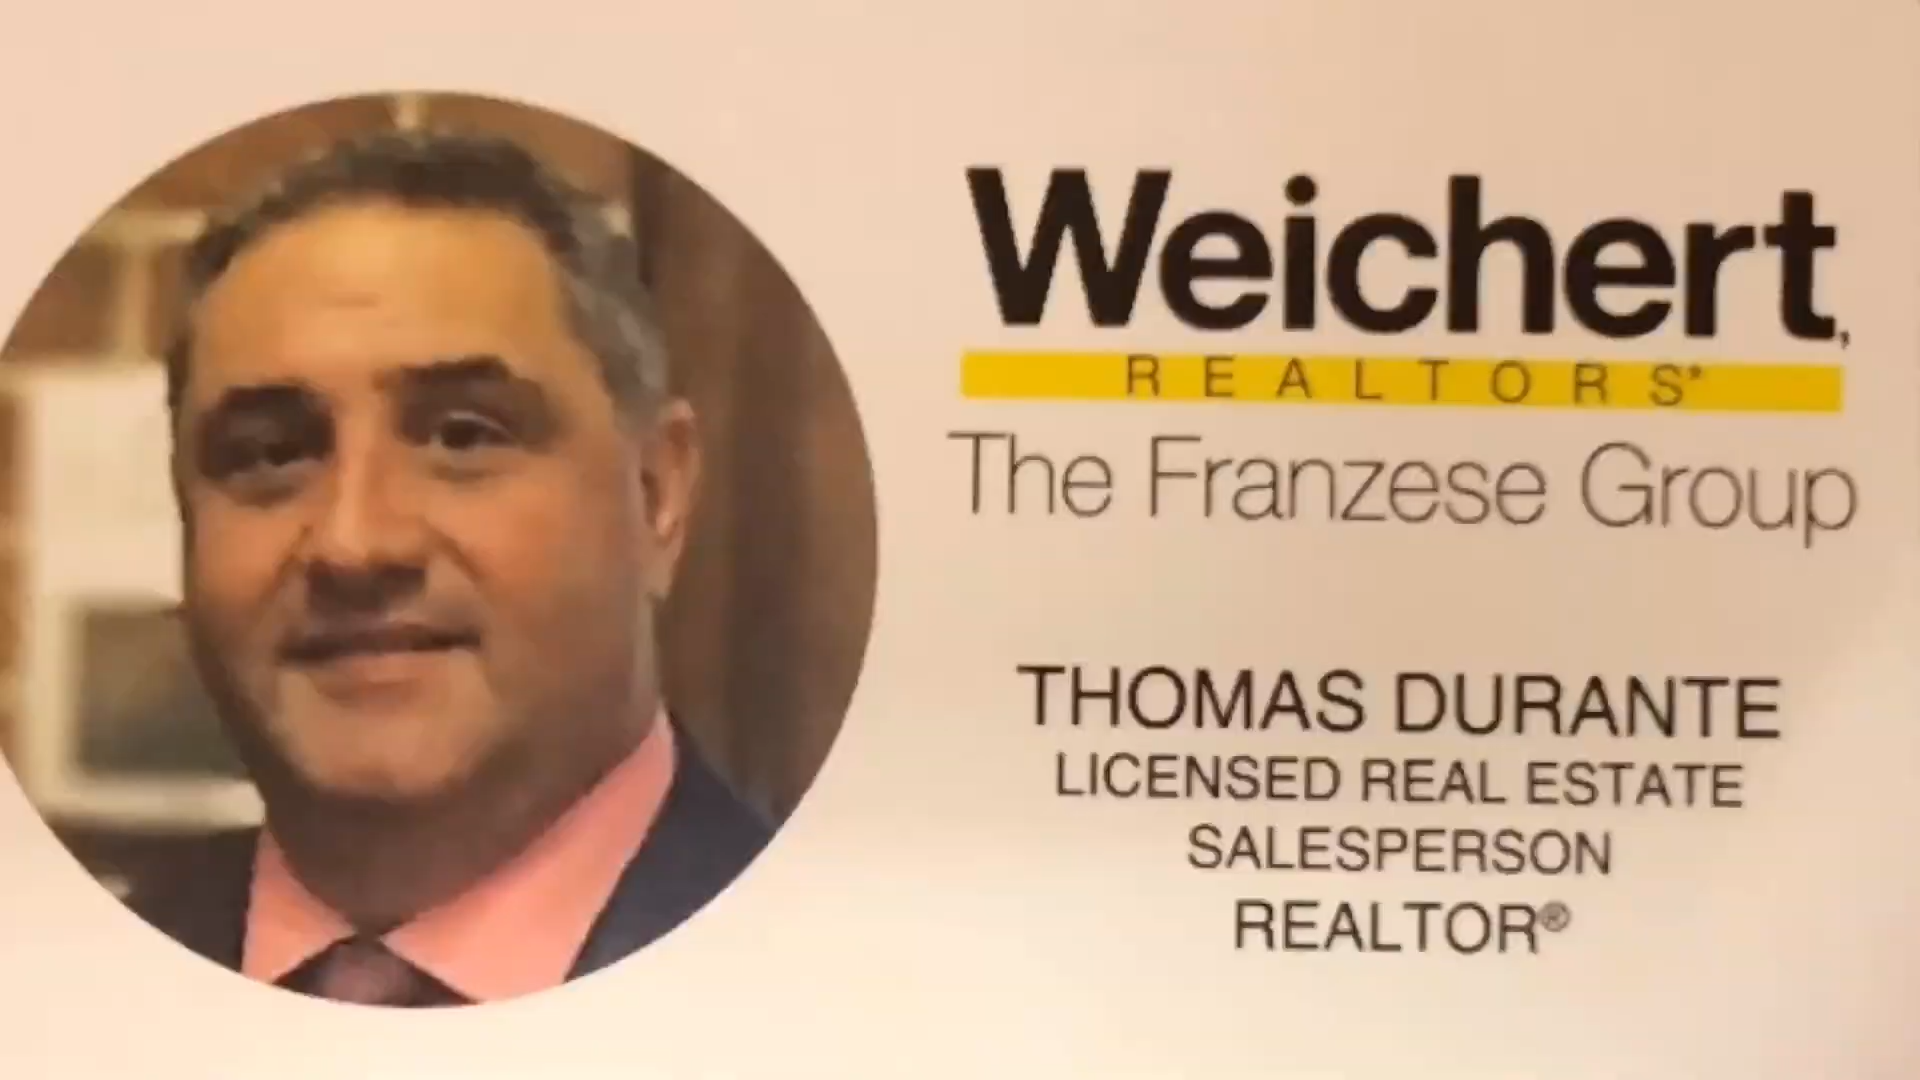 Weichert,
REALTORS®
The Franzese Group
THOMAS DURANTE
LICENSED REAL ESTATE
SALESPERSON
REALTOR®